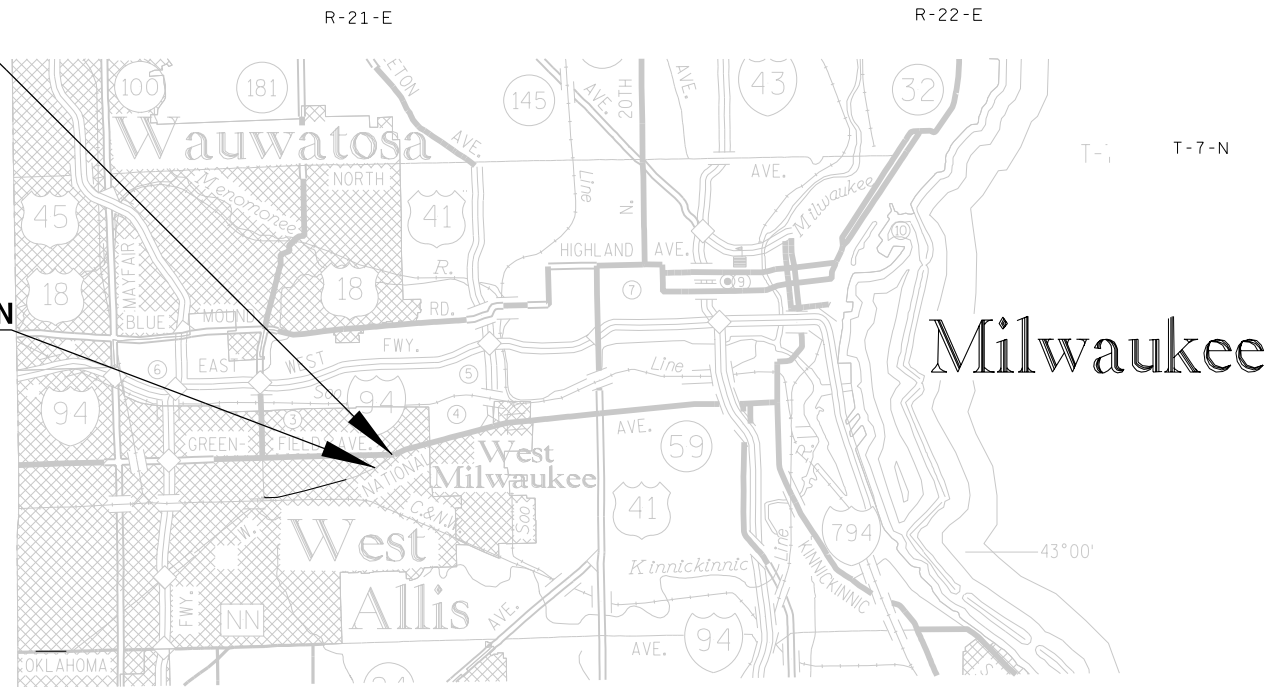 R-21-E
R-22-E
100
181
145
43
32
ETON
AVE.
AVE.
20TH
AVE.
Wauwatosa
T-7-N
NORTH
AVE.
Menomonee
Line
Milwaukee
45
41
N.
10
MAYFAIR
HIGHLAND AVE.
R.
18
18
7
9
N
BLUE
MOUND
RD.
Milwaukee
EAST
WEST
FWY.
6
5
Line
94
Soo
94
3
4
GREEN-
FIELD AVE.
AVE.
59
R.
West
Milwaukee
NATIONAL
C.&N.W.
Soo
41
794
West
W.
Line
43°00'
Kinnickinnic
KINNICKINNIC
Allis
FWY.
NN
AVE.
94
AVE.
OKLAHOMA